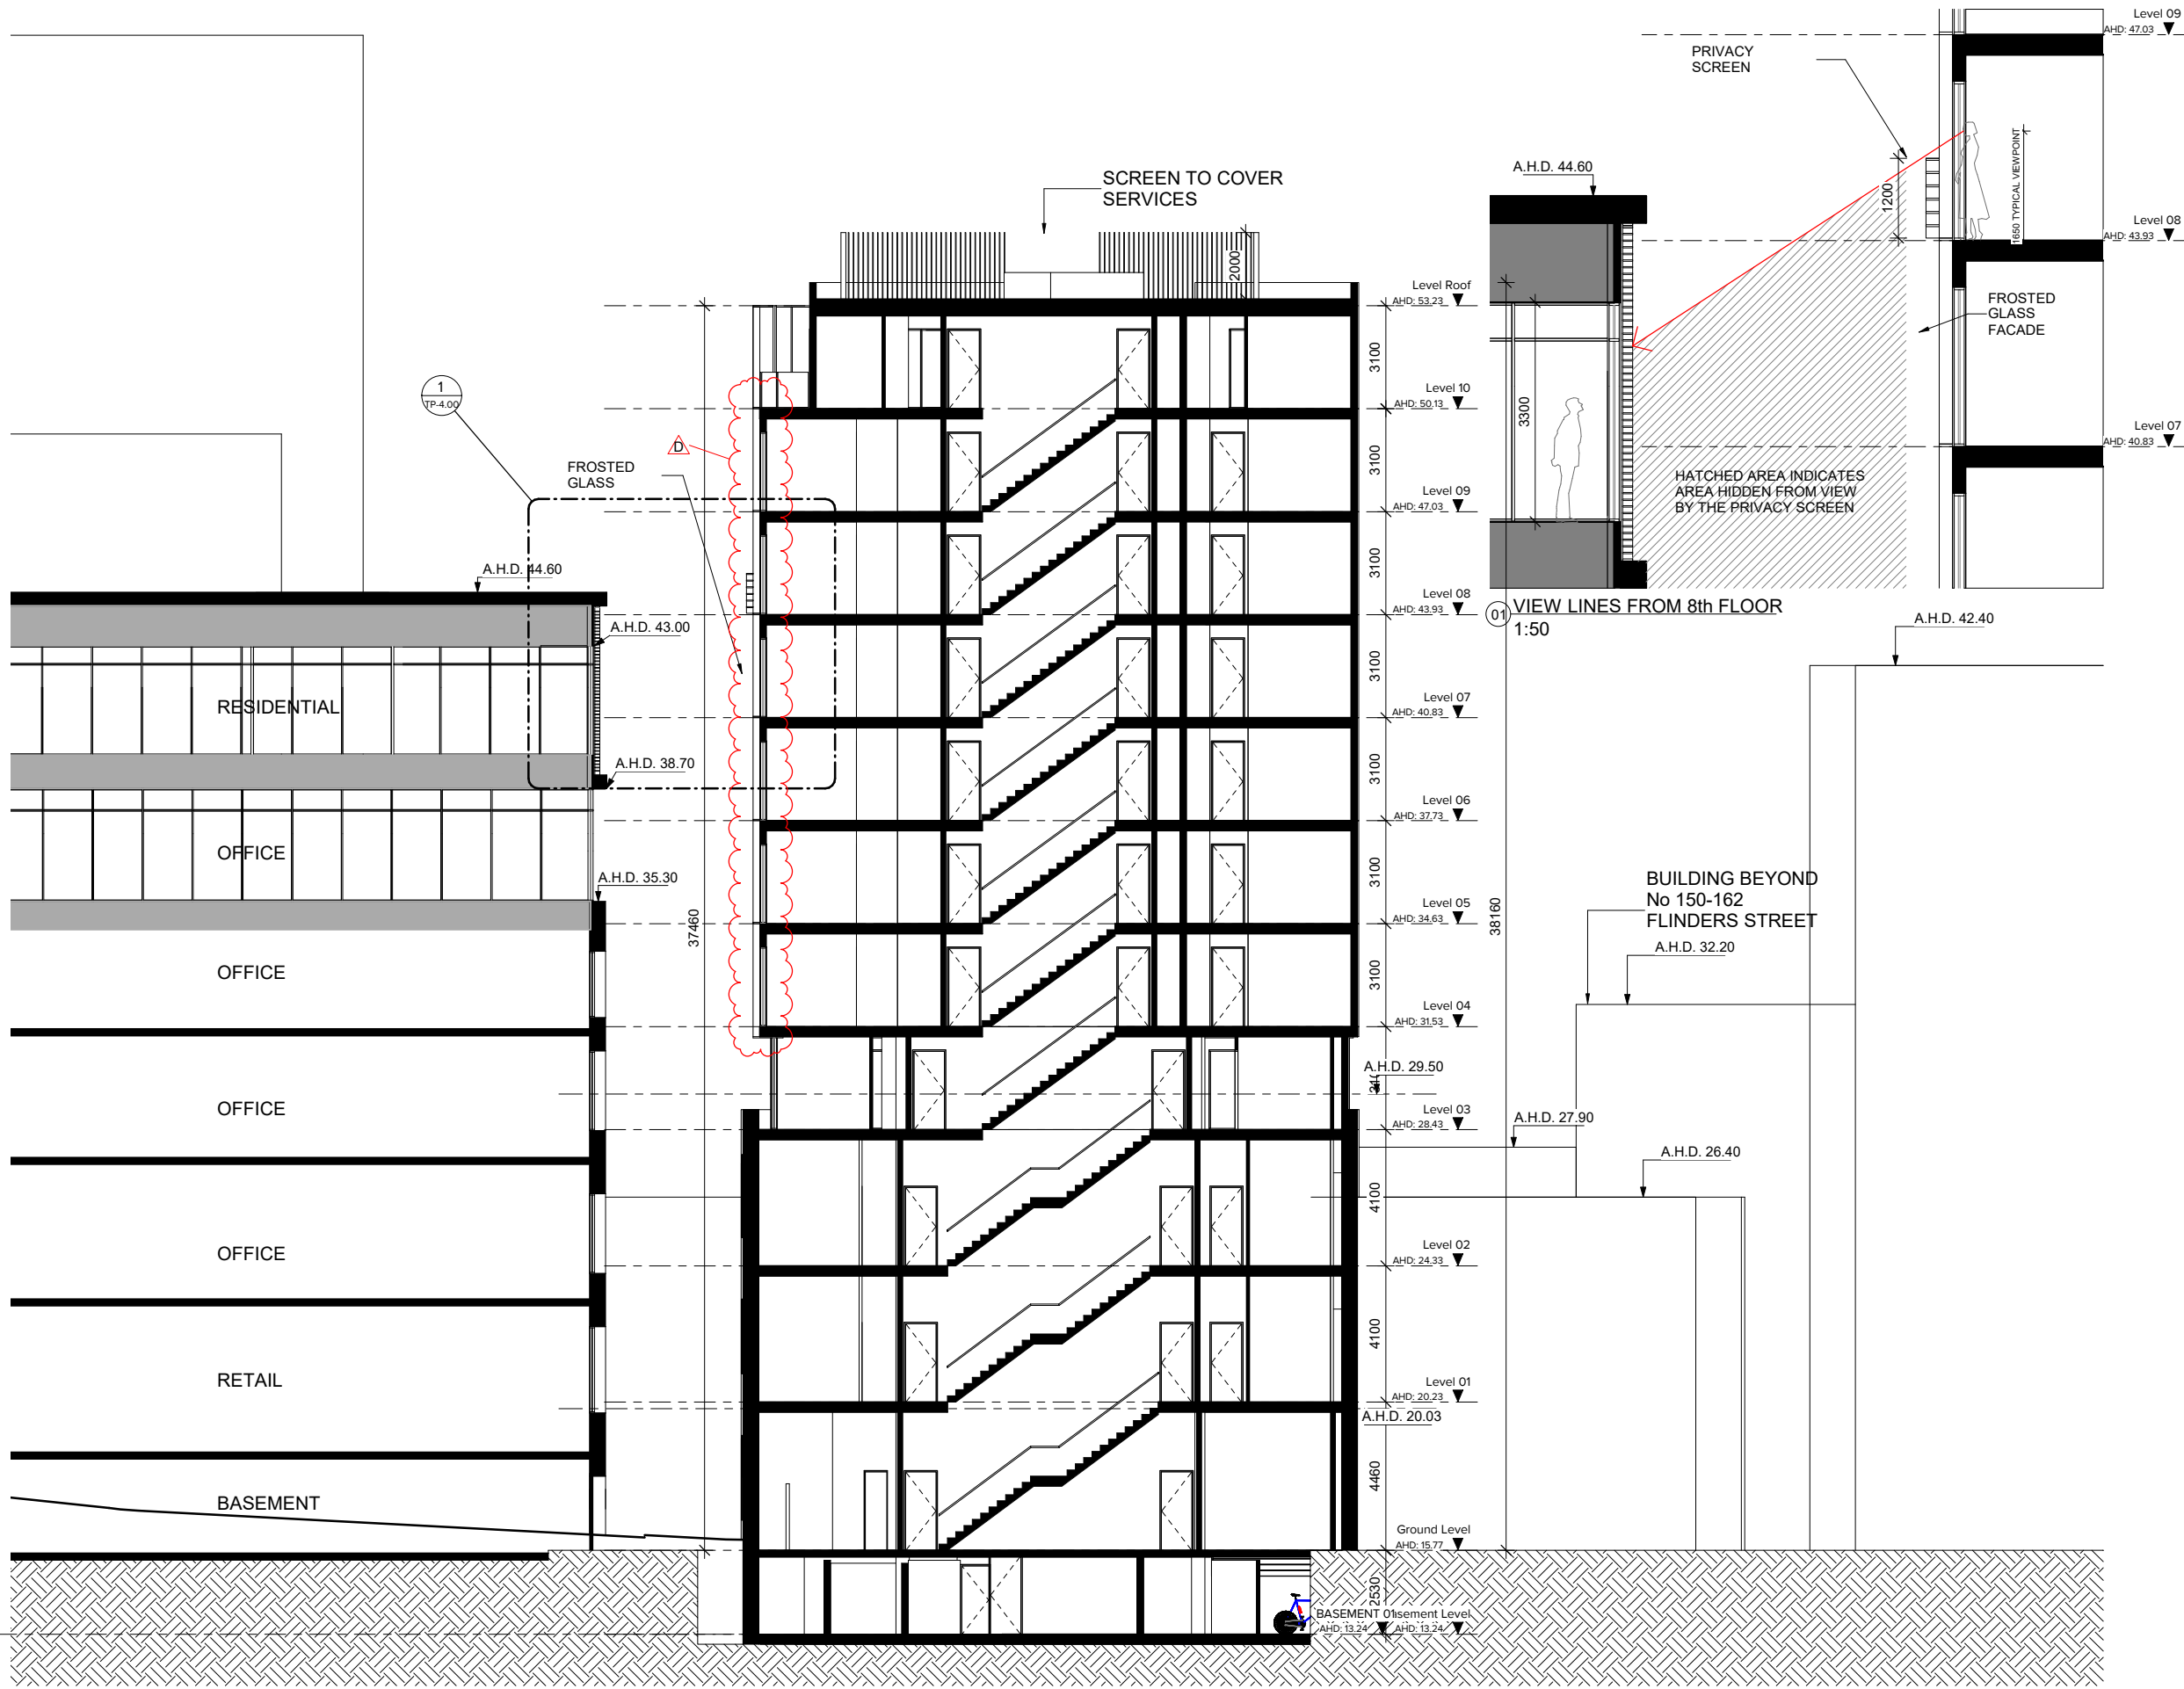 Level 09
AHD: 47.03
PRIVACY
SCREEN
1650 TYPICAL VIEWPOINT
A.H.D. 44.60
1200
Level 08
AHD: 43.93
FROSTED
GLASS
FACADE
3300
Level 07
AHD: 40.83
HATCHED AREA INDICATES
AREA HIDDEN FROM VIEW
BY THE PRIVACY SCREEN
01
VIEW LINES FROM 8th FLOOR
1:50
SCREEN TO COVER
SERVICES
2000
Level Roof
AHD: 53.23
3100
1
TP-4.00
Level 10
AHD: 50.13
D
FROSTED
GLASS
3100
Level 09
AHD: 47.03
3100
A.H.D. 44.60
Level 08
AHD: 43.93
A.H.D. 43.00
A.H.D. 42.40
3100
RESIDENTIAL
Level 07
AHD: 40.83
A.H.D. 38.70
3100
Level 06
AHD: 37.73
OFFICE
3100
A.H.D. 35.30
BUILDING BEYOND
No 150-162
FLINDERS STREET
37460
38160
Level 05
AHD: 34.63
A.H.D. 32.20
OFFICE
3100
Level 04
AHD: 31.53
A.H.D. 29.50
OFFICE
Level 03
AHD: 28.43
A.H.D. 27.90
A.H.D. 26.40
4100
OFFICE
Level 02
AHD: 24.33
4100
RETAIL
Level 01
AHD: 20.23
A.H.D. 20.03
4460
BASEMENT
Ground Level
AHD: 15.77
2530
BASEMENT 01
sement Level
AHD: 13.24
AHD: 13.24